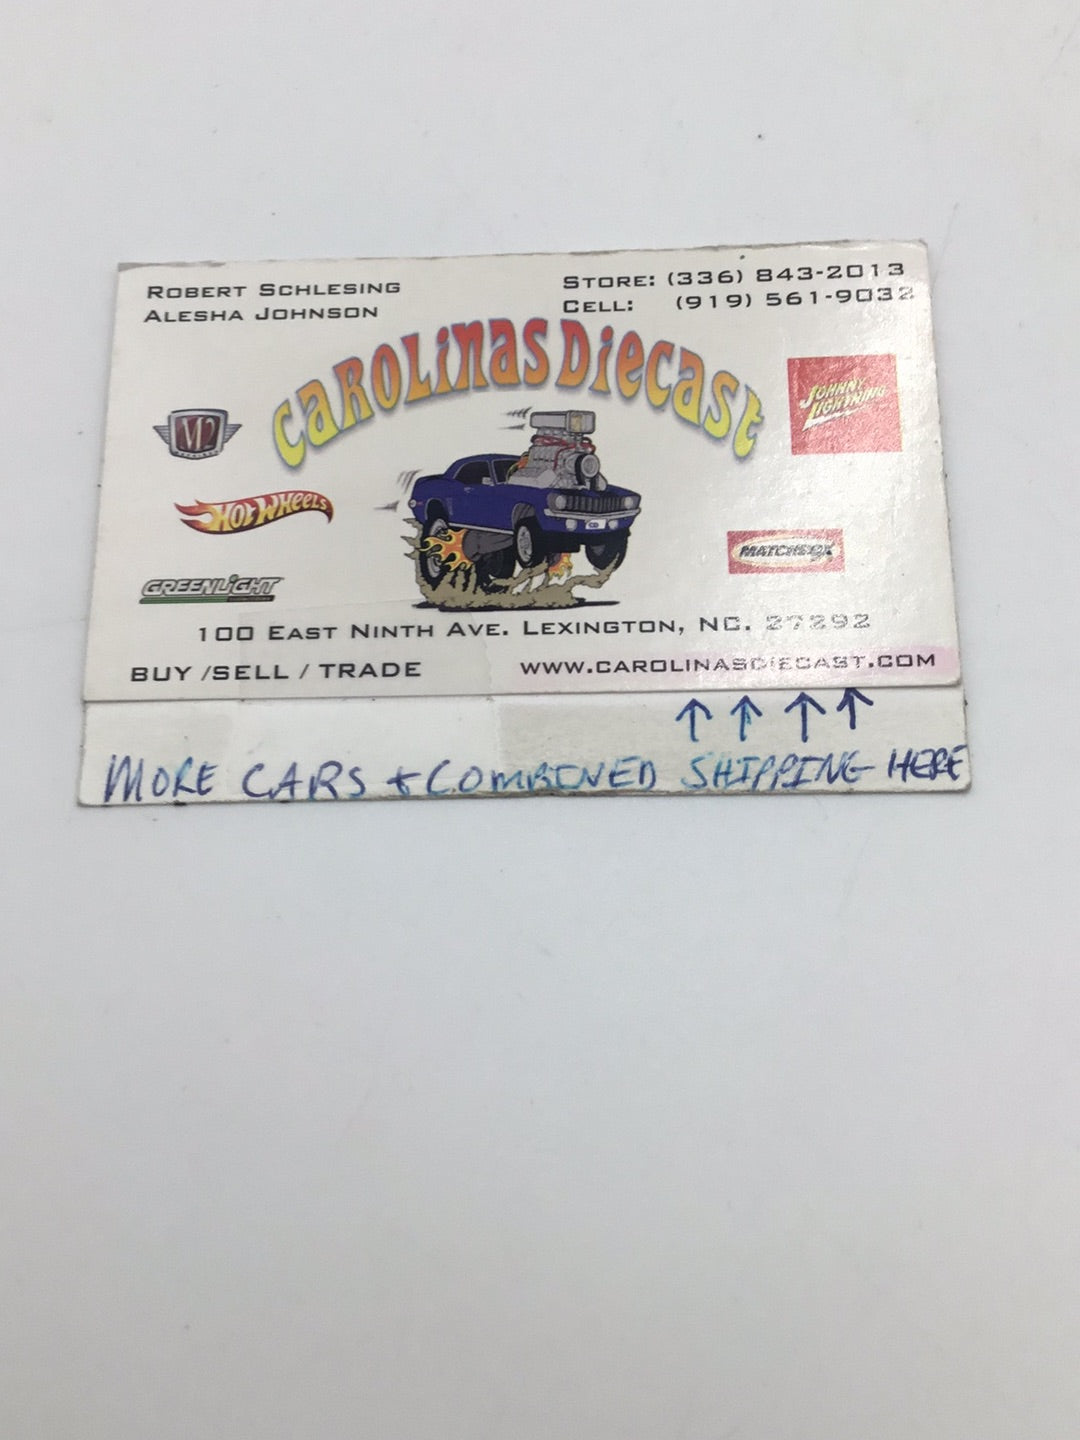 ROBERT SCHLESING
ALESHA JOHNSON
STORE: (336) 843-2013
CELL: (919) 561-9032
CAROLINAS DIECAST
M2
JOHNNY LIGHTNING
HOT WHEELS
MATCHBOX
GREENLIGHT
100 EAST NINTH AVE. LEXINGTON, NC. 27292
BUY /SELL / TRADE
WWW.CAROLINASDIECAST.COM
MORE CARS & COMBINED SHIPPING HERE